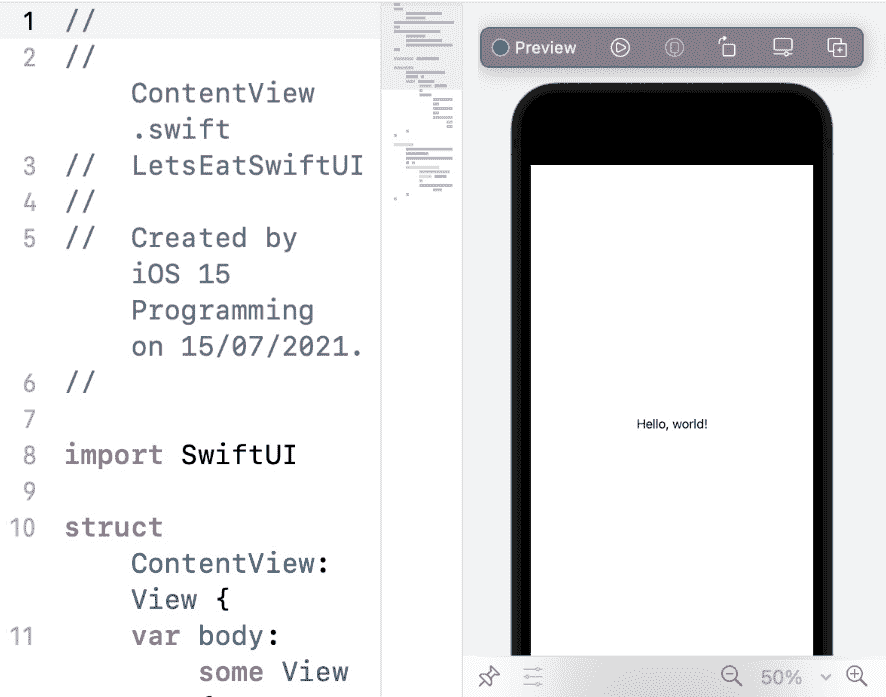 1 //
2 //
ContentView
.swift
3 // LetsEatSwiftUI
4 //
5 // Created by
iOS 15
Programming
on 15/07/2021.
6 //
7
8 import SwiftUI
9
10 struct
ContentView:
View {
11 var body:
some View
Preview
Hello, world!
50%